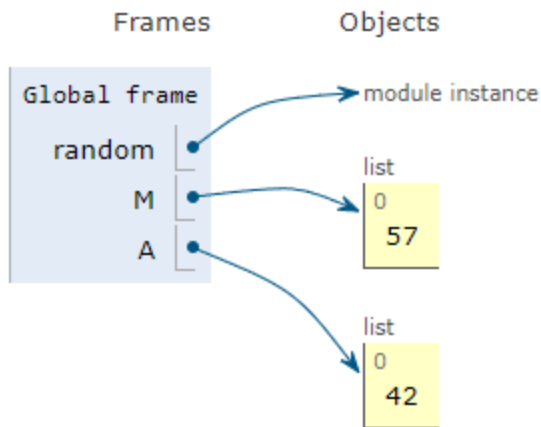 Frames Objects
Global frame
module instance
random
list
M
0
57
A
list
0
42